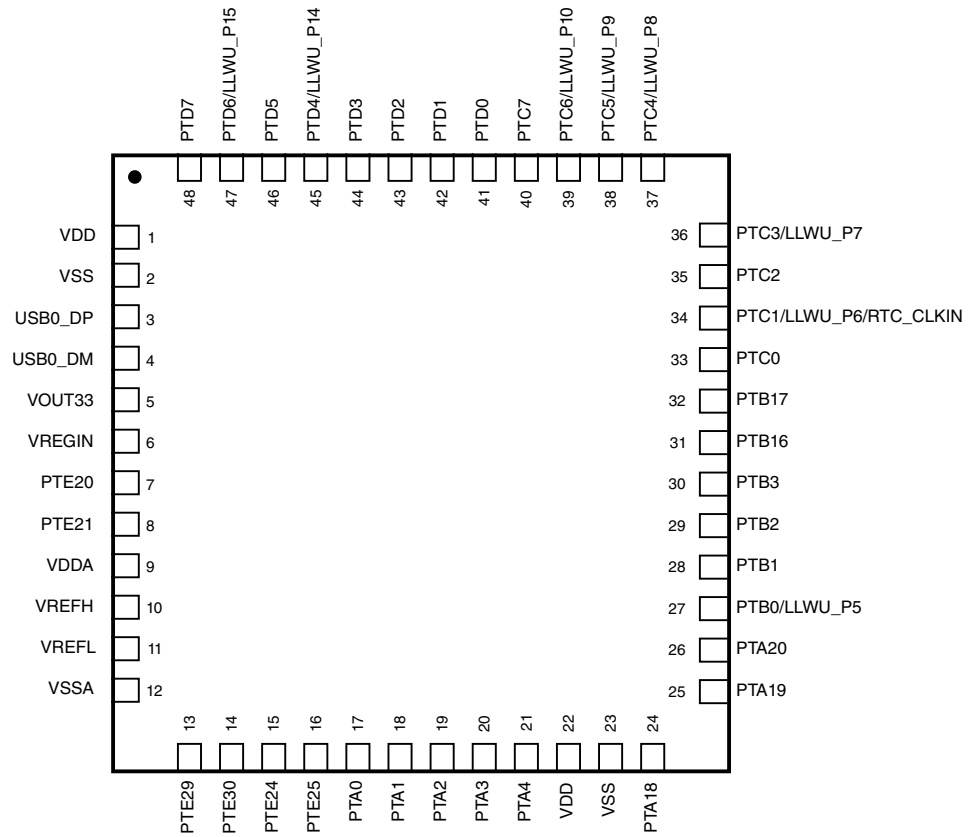 PTD7
PTD6/LLWU_P15
PTD5
PTD4/LLWU_P14
PTD3
PTD2
PTD1
PTD0
PTC7
PTC6/LLWU_P10
PTC5/LLWU_P9
PTC4/LLWU_P8
48
47
46
45
44
43
42
41
40
39
38
37
VDD 1
VSS 2
USB0_DP 3
USB0_DM 4
VOUT33 5
VREGIN 6
PTE20 7
PTE21 8
VDDA 9
VREFH 10
VREFL 11
VSSA 12
36 PTC3/LLWU_P7
35 PTC2
34 PTC1/LLWU_P6/RTC_CLKIN
33 PTC0
32 PTB17
31 PTB16
30 PTB3
29 PTB2
28 PTB1
27 PTB0/LLWU_P5
26 PTA20
25 PTA19
13
14
15
16
17
18
19
20
21
22
23
24
PTE29
PTE30
PTE24
PTE25
PTA0
PTA1
PTA2
PTA3
PTA4
VDD
VSS
PTA18